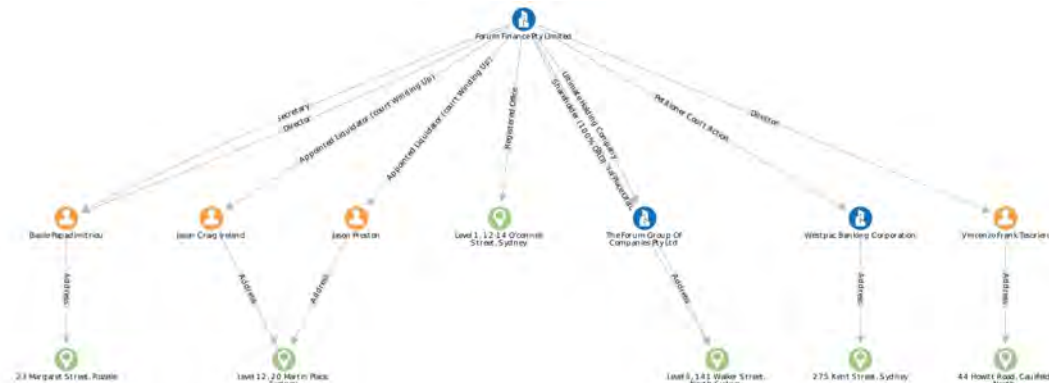 Forum Finance Pty Limited
Secretary
Director
Appointed Liquidator (court Winding Up)
Appointed Liquidator (court Winding Up)
Registered Office
Ultimate Holding Company
Shareholder (100% ORD)
Petitioner Court Action
Director
Basile Papadimitriou
Jason Craig Ireland
Jason Preston
Level 1, 12-14 O'connell
Street, Sydney
The Forum Group Of
Companies Pty Ltd
Westpac Banking Corporation
Vincenzo Frank Tesoriero
Address
Address
Address
Address
Address
Address
23 Margaret Street, Rozelle
Level 12, 20 Martin Place,
Level 5, 141 Walker Street,
North Sydney
275 Kent Street, Sydney
44 Howitt Road, Caulfield
North